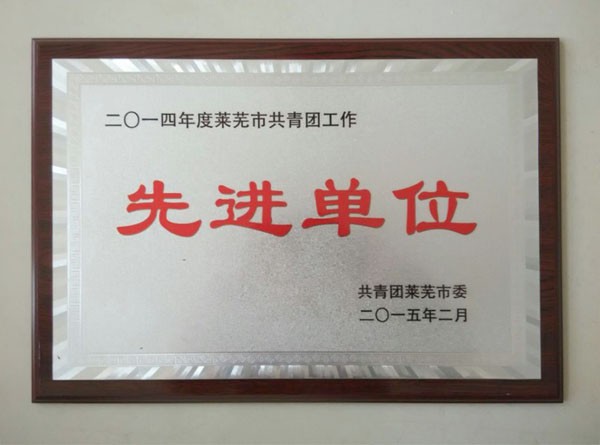 二〇一四年度莱芜市共青团工作
先进单位
共青团莱芜市委
二〇一五年二月